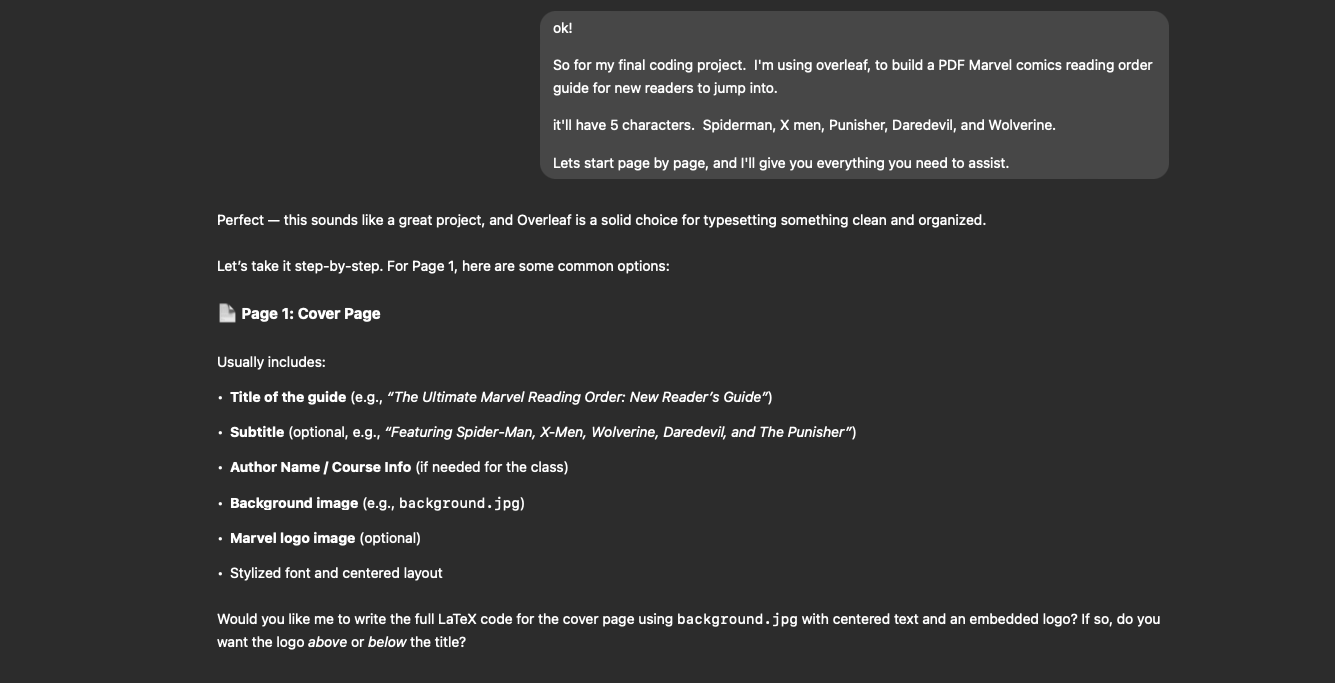 ok!
So for my final coding project.  I'm using overleaf, to build a PDF Marvel comics reading order
guide for new readers to jump into.
it'll have 5 characters.  Spiderman, X men, Punisher, Daredevil, and Wolverine.
Lets start page by page, and I'll give you everything you need to assist.
Perfect — this sounds like a great project, and Overleaf is a solid choice for typesetting something clean and organized.
Let’s take it step-by-step. For Page 1, here are some common options:
Page 1: Cover Page
Usually includes:
• Title of the guide (e.g., “The Ultimate Marvel Reading Order: New Reader’s Guide”)
• Subtitle (optional, e.g., “Featuring Spider-Man, X-Men, Wolverine, Daredevil, and The Punisher”)
• Author Name / Course Info (if needed for the class)
• Background image (e.g., background.jpg)
• Marvel logo image (optional)
• Stylized font and centered layout
Would you like me to write the full LaTeX code for the cover page using background.jpg with centered text and an embedded logo? If so, do you
want the logo above or below the title?